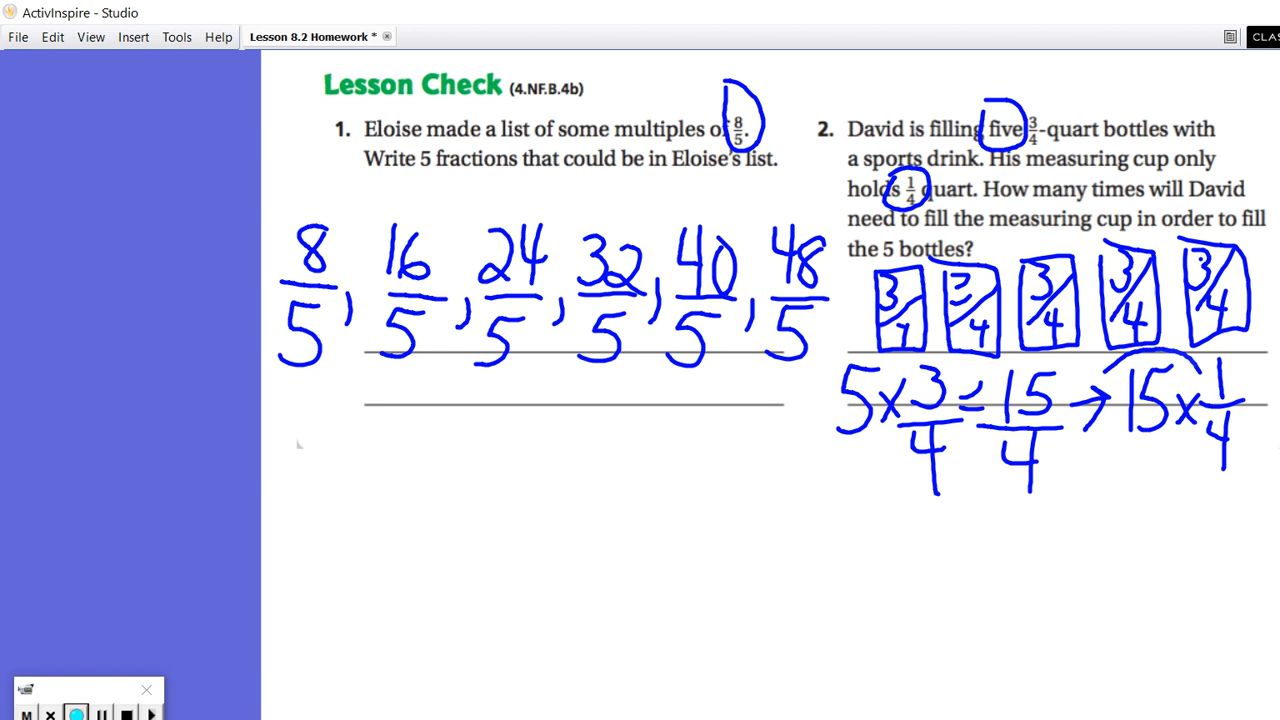 ActivInspire - Studio
File Edit View Insert Tools Help
Lesson 8.2 Homework *
CLAS
Lesson Check (4.NF.B.4b)
1. Eloise made a list of some multiples of 8/5.
Write 5 fractions that could be in Eloise's list.
8/5, 16/5, 24/5, 32/5, 40/5, 48/5
2. David is filling five 3/4-quart bottles with
a sports drink. His measuring cup only
holds 1/4 quart. How many times will David
need to fill the measuring cup in order to fill
the 5 bottles?
3/4 3/4 3/4 3/4 3/4
5 × 3/4 = 15/4 → 15 × 1/4
M